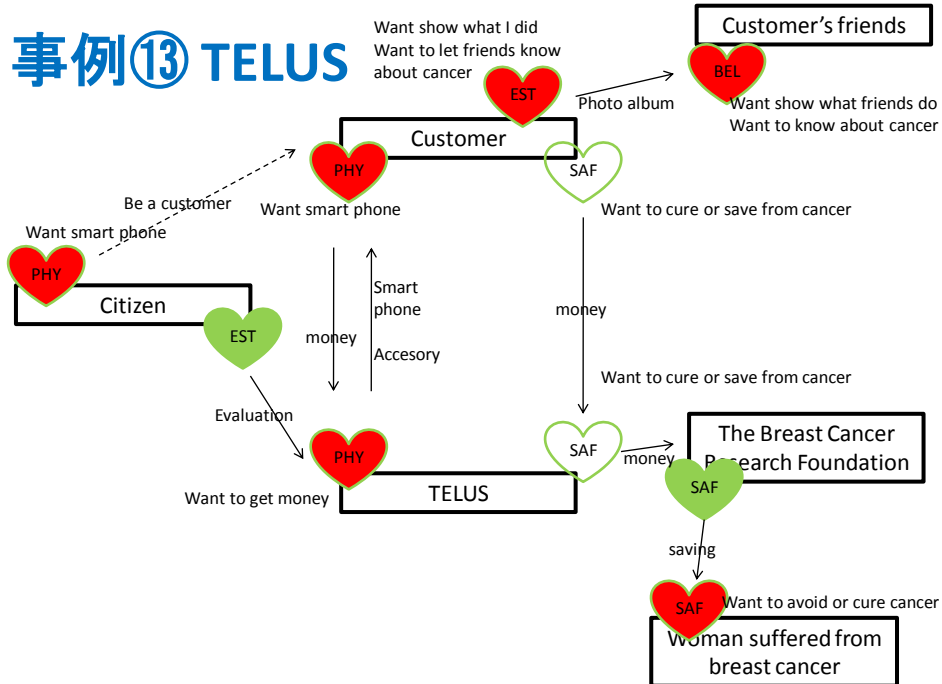 事例⑬ TELUS
Want show what I did
Want to let friends know
about cancer
Customer's friends
EST
BEL
Photo album
Want show what friends do
Want to know about cancer
Customer
PHY
SAF
Be a customer
Want smart phone
Want to cure or save from cancer
Want smart phone
PHY
Citizen
EST
Smart
phone
money
Accesory
money
Want to cure or save from cancer
Evaluation
PHY
SAF
money
The Breast Cancer
Research Foundation
Want to get money
TELUS
SAF
saving
SAF
Want to avoid or cure cancer
Woman suffered from
breast cancer